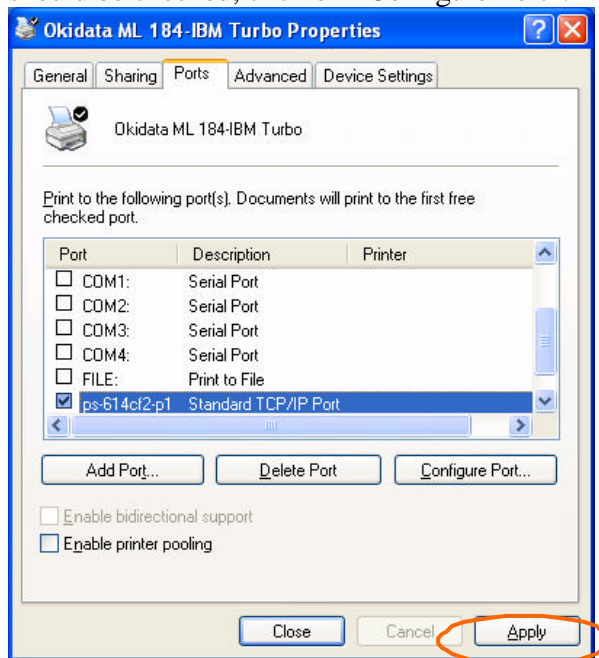 Okidata ML 184-IBM Turbo Properties
General Sharing Ports Advanced Device Settings
Okidata ML 184-IBM Turbo
Print to the following port(s). Documents will print to the first free
checked port.
Port Description Printer
COM1: Serial Port
COM2: Serial Port
COM3: Serial Port
COM4: Serial Port
FILE: Print to File
ps-614cf2-p1 Standard TCP/IP Port
Add Port... Delete Port Configure Port...
Enable bidirectional support
Enable printer pooling
Close Cancel Apply